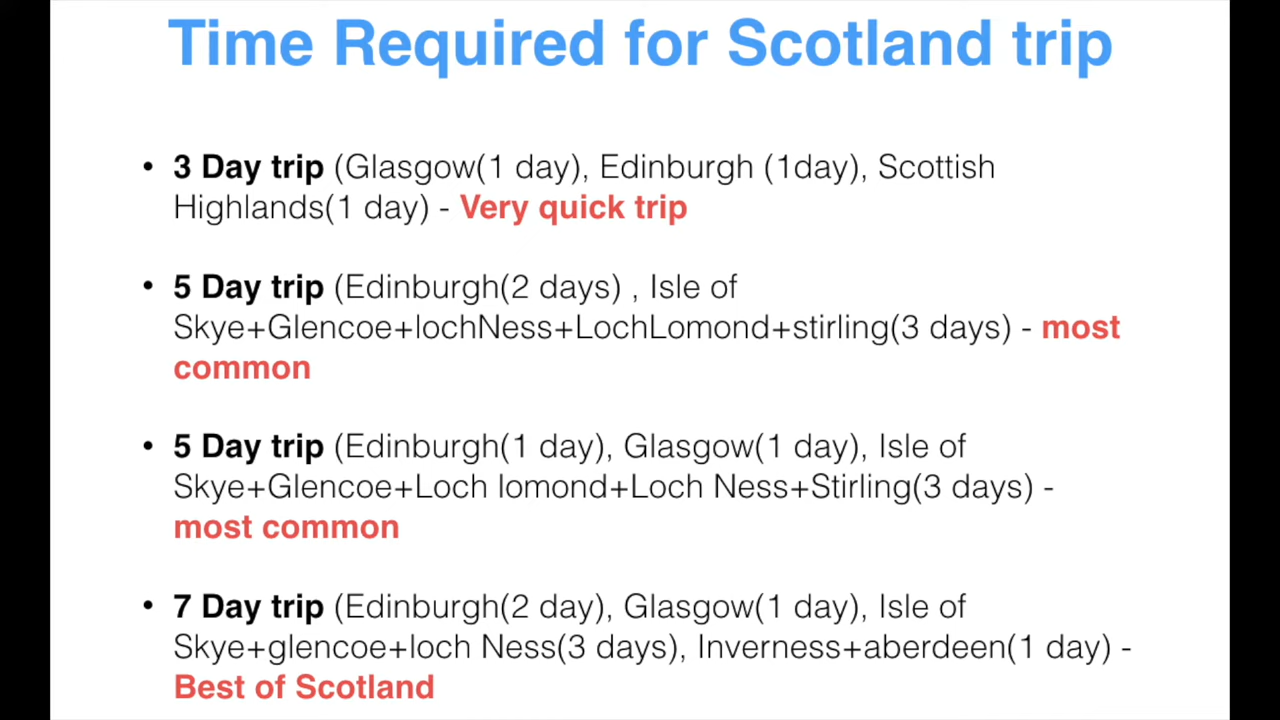 Time Required for Scotland trip
• 3 Day trip (Glasgow(1 day), Edinburgh (1day), Scottish
Highlands(1 day) - Very quick trip
• 5 Day trip (Edinburgh(2 days) , Isle of
Skye+Glencoe+lochNess+LochLomond+stirling(3 days) - most
common
• 5 Day trip (Edinburgh(1 day), Glasgow(1 day), Isle of
Skye+Glencoe+Loch lomond+Loch Ness+Stirling(3 days) -
most common
• 7 Day trip (Edinburgh(2 day), Glasgow(1 day), Isle of
Skye+glencoe+loch Ness(3 days), Inverness+aberdeen(1 day) -
Best of Scotland